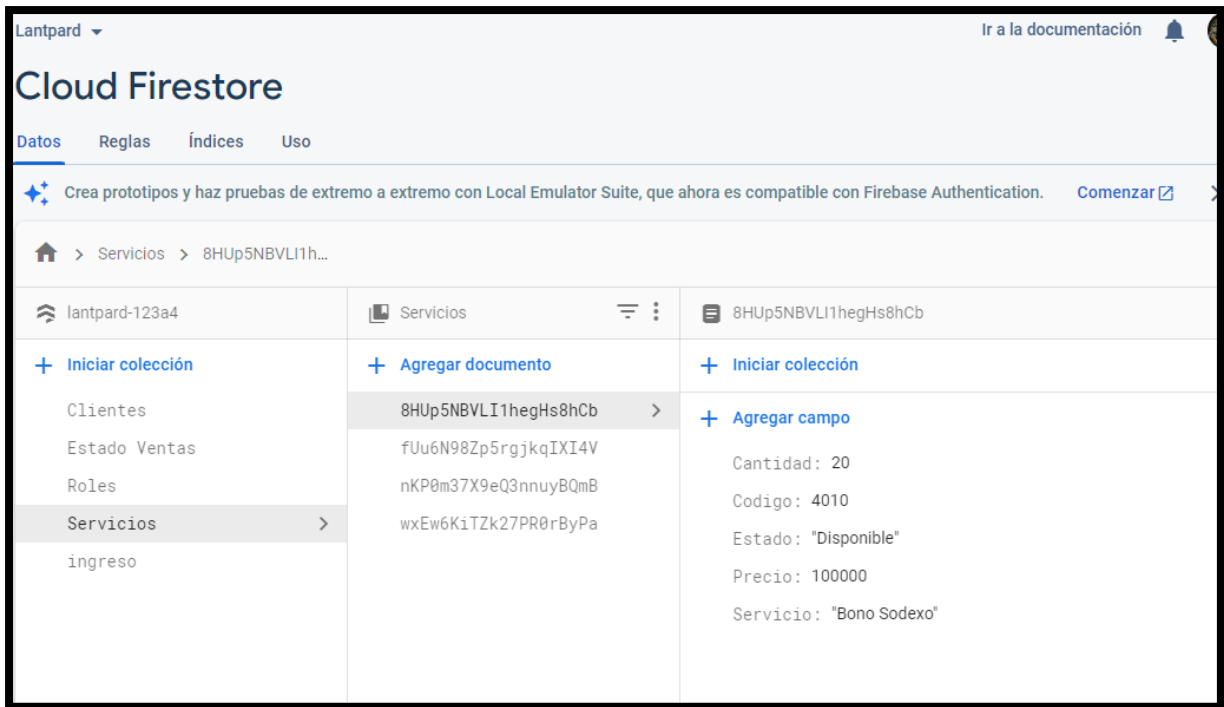 Lantpard
Ir a la documentación
Cloud Firestore
Datos Reglas Índices Uso
Crea prototipos y haz pruebas de extremo a extremo con Local Emulator Suite, que ahora es compatible con Firebase Authentication. Comenzar
> Servicios > 8HUp5NBVLI1h...
lantpard-123a4
Servicios
8HUp5NBVLI1hegHs8hCb
+ Iniciar colección
+ Agregar documento
+ Iniciar colección
Clientes
Estado Ventas
Roles
Servicios
ingreso
8HUp5NBVLI1hegHs8hCb
fUu6N98Zp5rgjkqIXI4V
nKP0m37X9eQ3nnuyBQmB
wxEw6KiTZk27PR0rByPa
+ Agregar campo
Cantidad: 20
Codigo: 4010
Estado: "Disponible"
Precio: 100000
Servicio: "Bono Sodexo"